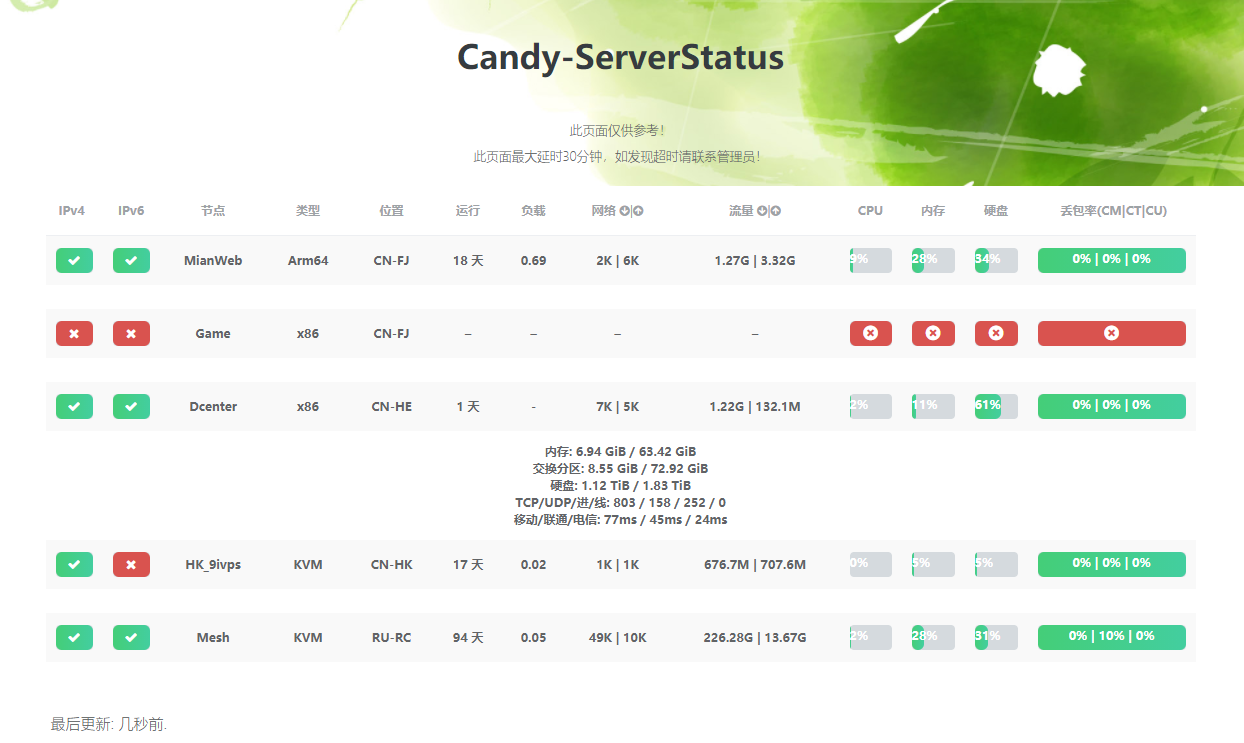 Candy-ServerStatus
此页面仅供参考！
此页面最大延时30分钟，如发现超时请联系管理员！
IPv4 IPv6 节点 类型 位置 运行 负载 网络 | 流量 | CPU 内存 硬盘 丢包率(CM|CT|CU)
MianWeb Arm64 CN-FJ 18 天 0.69 2K | 6K 1.27G | 3.32G 9% 28% 34% 0% | 0% | 0%
Game x86 CN-FJ – – – –
Dcenter x86 CN-HE 1 天 - 7K | 5K 1.22G | 132.1M 2% 11% 61% 0% | 0% | 0%
内存: 6.94 GiB / 63.42 GiB
交换分区: 8.55 GiB / 72.92 GiB
硬盘: 1.12 TiB / 1.83 TiB
TCP/UDP/进/线: 803 / 158 / 252 / 0
移动/联通/电信: 77ms / 45ms / 24ms
HK_9ivps KVM CN-HK 17 天 0.02 1K | 1K 676.7M | 707.6M 0% 5% 5% 0% | 0% | 0%
Mesh KVM RU-RC 94 天 0.05 49K | 10K 226.28G | 13.67G 2% 28% 31% 0% | 10% | 0%
最后更新: 几秒前.